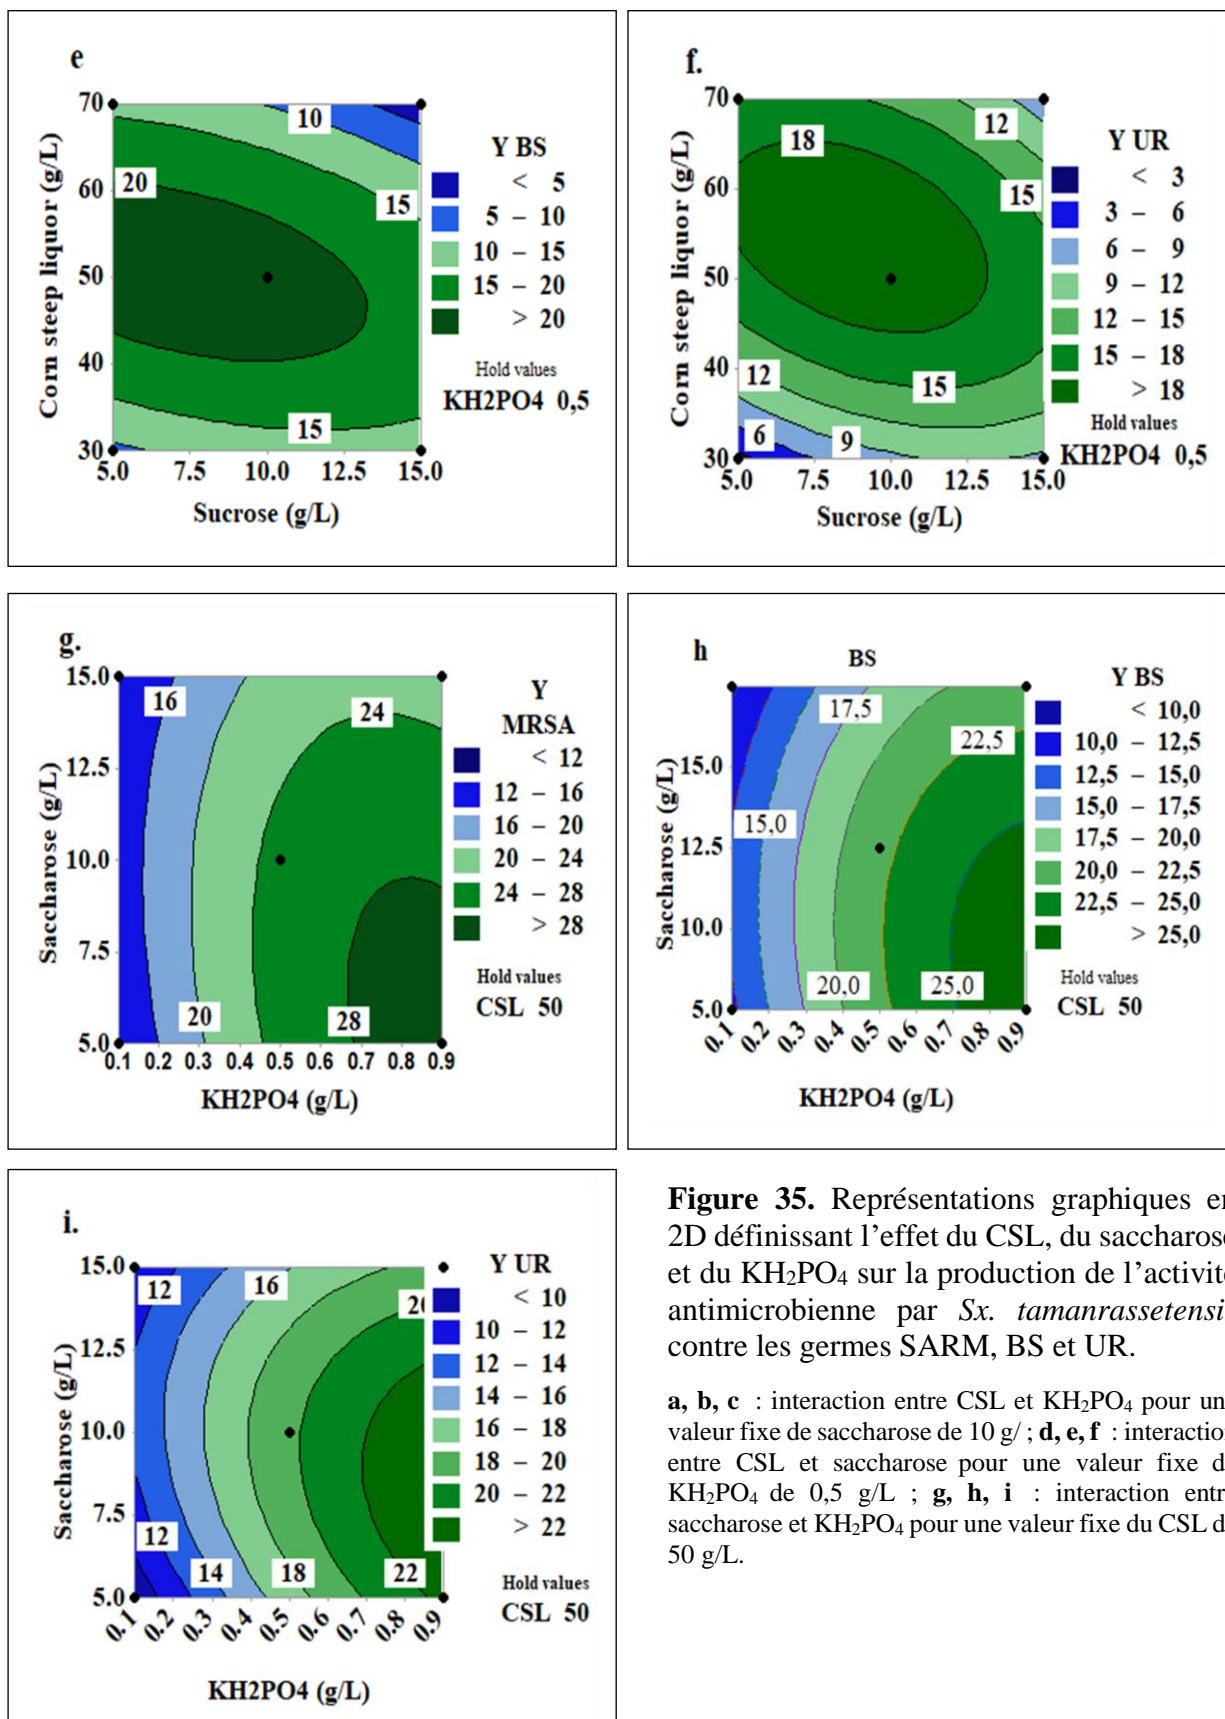 e
70
60
50
40
30
Corn steep liquor (g/L)
10
20
15
15
5.0 7.5 10.0 12.5 15.0
Sucrose (g/L)
Y BS
< 5
5 – 10
10 – 15
15 – 20
> 20
Hold values
KH2PO4 0,5
f.
70
60
50
40
30
Corn steep liquor (g/L)
18
12
15
12
15
6
9
5.0 7.5 10.0 12.5 15.0
Sucrose (g/L)
Y UR
< 3
3 – 6
6 – 9
9 – 12
12 – 15
15 – 18
> 18
Hold values
KH2PO4 0,5
g.
15.0
12.5
10.0
7.5
5.0
Saccharose (g/L)
16
24
20
28
0.1 0.2 0.3 0.4 0.5 0.6 0.7 0.8 0.9
KH2PO4 (g/L)
Y
MRSA
< 12
12 – 16
16 – 20
20 – 24
24 – 28
> 28
Hold values
CSL 50
h
BS
15.0
12.5
10.0
5.0
Saccharose (g/L)
17,5
22,5
15,0
20,0
25,0
0.1 0.2 0.3 0.4 0.5 0.6 0.7 0.8 0.9
KH2PO4 (g/L)
Y BS
< 10,0
10,0 – 12,5
12,5 – 15,0
15,0 – 17,5
17,5 – 20,0
20,0 – 22,5
22,5 – 25,0
> 25,0
Hold values
CSL 50
i.
15.0
12.5
10.0
7.5
5.0
Saccharose (g/L)
12
16
12
14
18
22
0.1 0.2 0.3 0.4 0.5 0.6 0.7 0.8 0.9
KH2PO4 (g/L)
Y UR
< 10
10 – 12
12 – 14
14 – 16
16 – 18
18 – 20
20 – 22
> 22
Hold values
CSL 50
Figure 35. Représentations graphiques en
2D définissant l’effet du CSL, du saccharose
et du KH₂PO₄ sur la production de l’activité
antimicrobienne par Sx. tamanrassetensi
contre les germes SARM, BS et UR.
a, b, c : interaction entre CSL et KH₂PO₄ pour un
valeur fixe de saccharose de 10 g/ ; d, e, f : interaction
entre CSL et saccharose pour une valeur fixe d
KH₂PO₄ de 0,5 g/L ; g, h, i : interaction entr
saccharose et KH₂PO₄ pour une valeur fixe du CSL d
50 g/L.